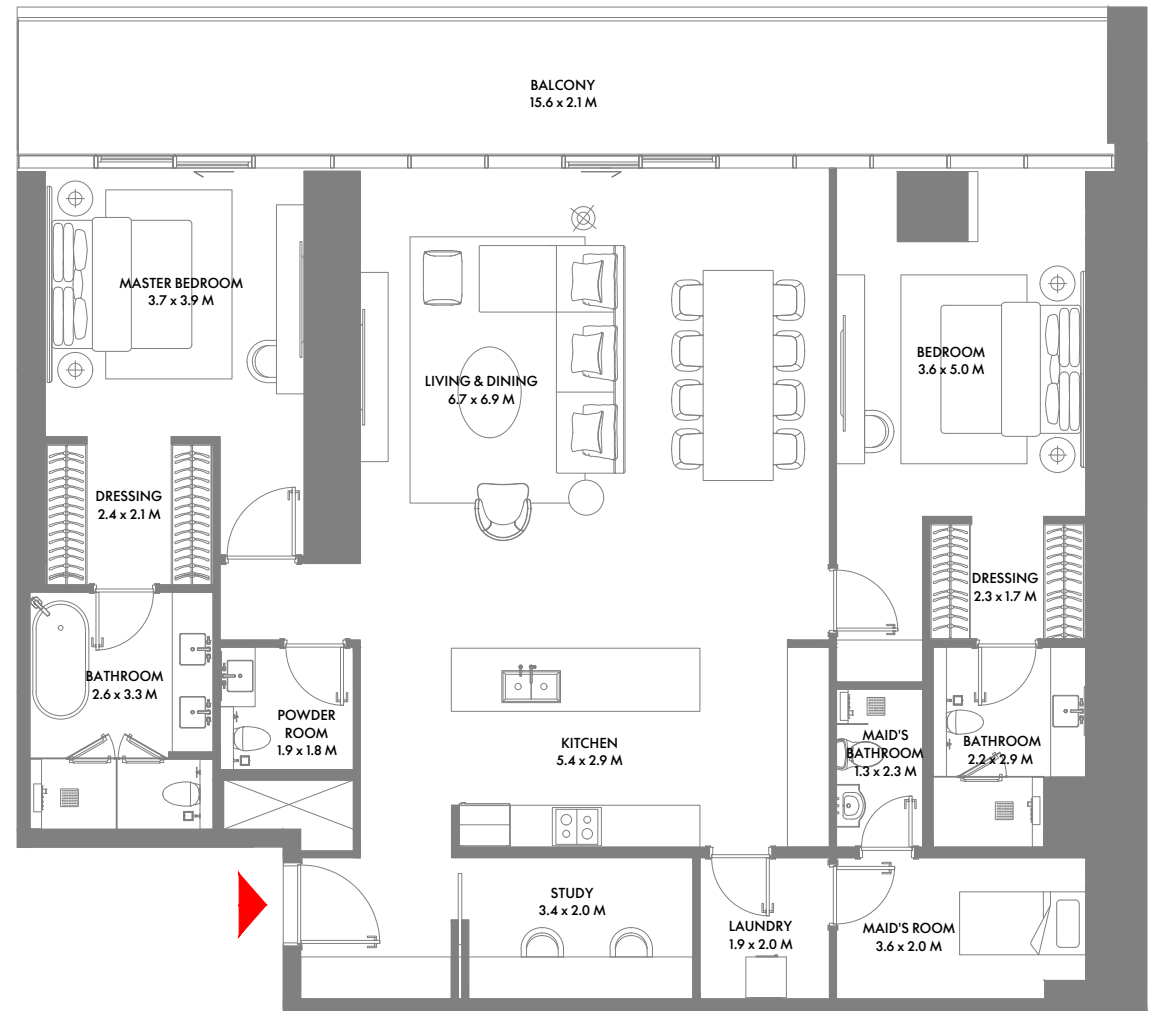 BALCONY
15.6 x 2.1 M
MASTER BEDROOM
3.7 x 3.9 M
LIVING & DINING
6.7 x 6.9 M
BEDROOM
3.6 x 5.0 M
DRESSING
2.4 x 2.1 M
DRESSING
2.3 x 1.7 M
BATHROOM
2.6 x 3.3 M
POWDER
ROOM
1.9 x 1.8 M
KITCHEN
5.4 x 2.9 M
MAID'S
BATHROOM
1.3 x 2.3 M
BATHROOM
2.2 x 2.9 M
STUDY
3.4 x 2.0 M
LAUNDRY
1.9 x 2.0 M
MAID'S ROOM
3.6 x 2.0 M